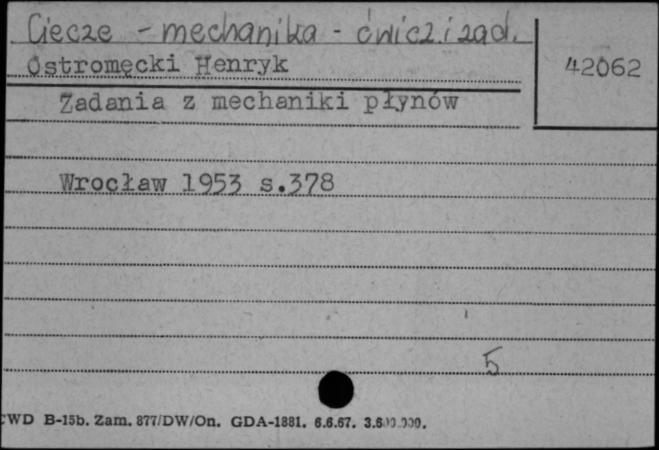 Ciecze - mechanika - ćwicz. i zad.
Ostromęcki Henryk
42062
Zadania z mechaniki płynów
Wrocław 1953 s.378
5
CWD B-15b. Zam. 877/DW/On. GDA-1881. 6.6.67.